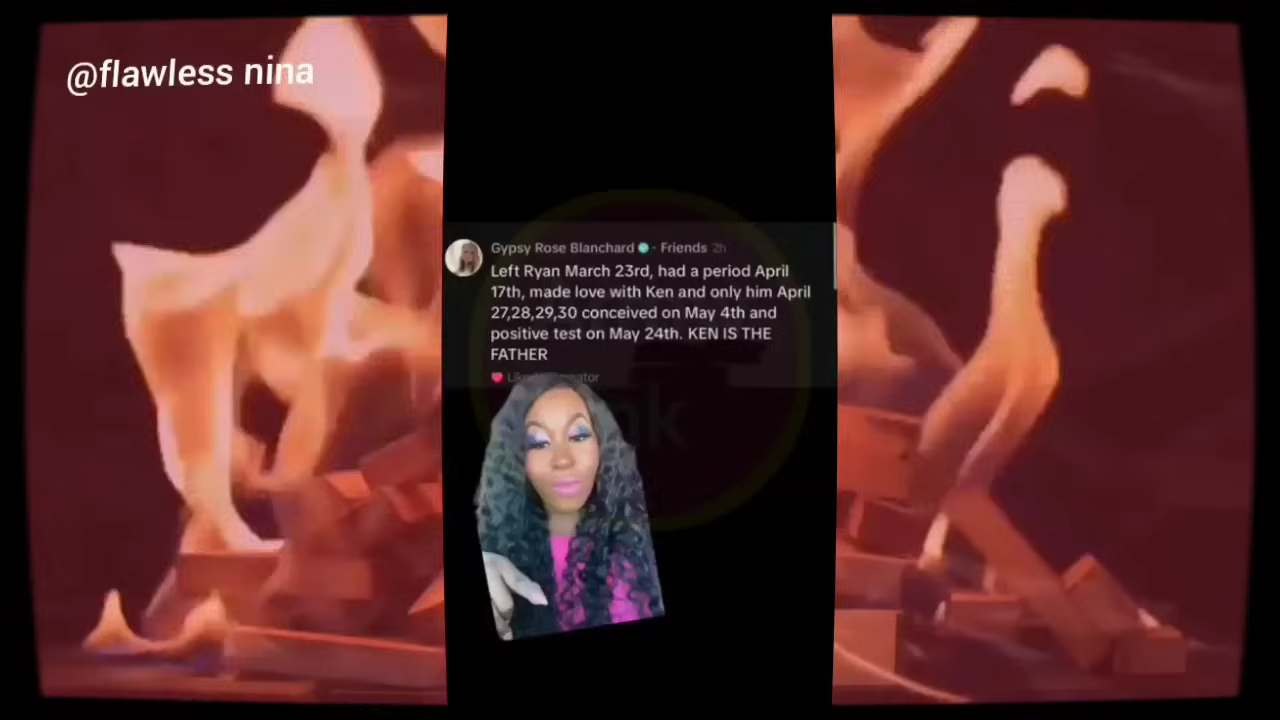 @flawless nina
Gypsy Rose Blanchard · Friends 2h
Left Ryan March 23rd, had a period April
17th, made love with Ken and only him April
27,28,29,30 conceived on May 4th and
positive test on May 24th. KEN IS THE
FATHER